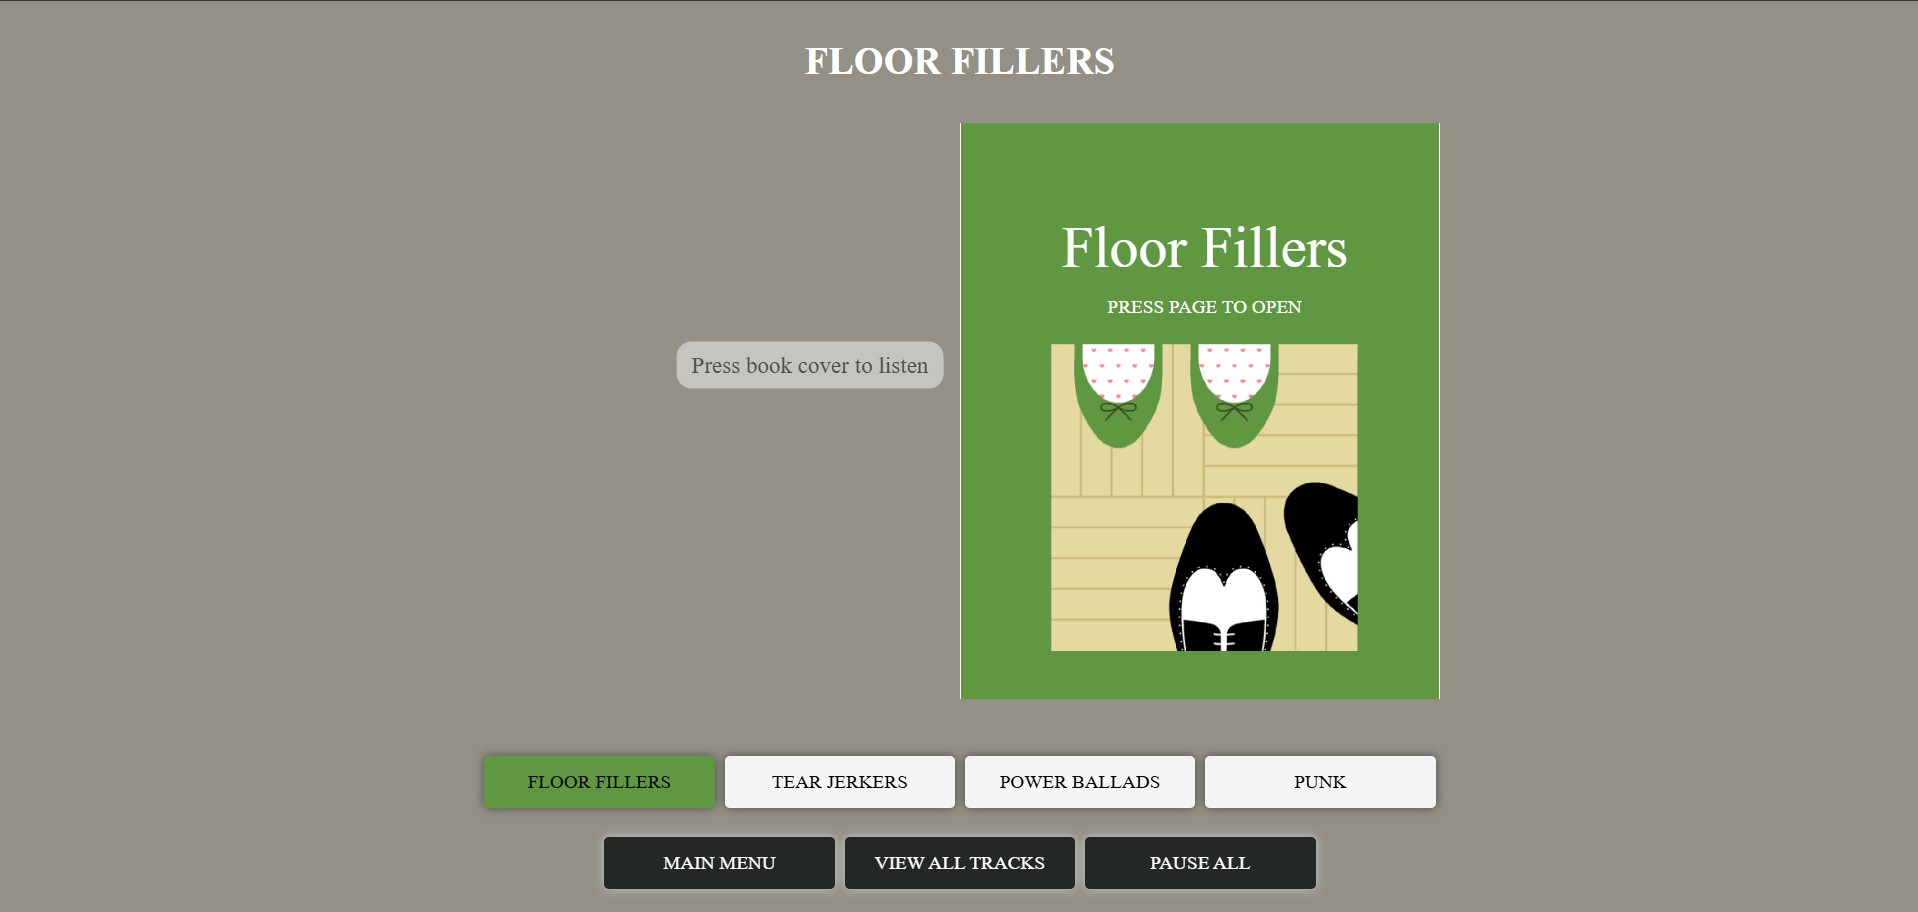 FLOOR FILLERS
Floor Fillers
PRESS PAGE TO OPEN
Press book cover to listen
FLOOR FILLERS
TEAR JERKERS
POWER BALLADS
PUNK
MAIN MENU
VIEW ALL TRACKS
PAUSE ALL